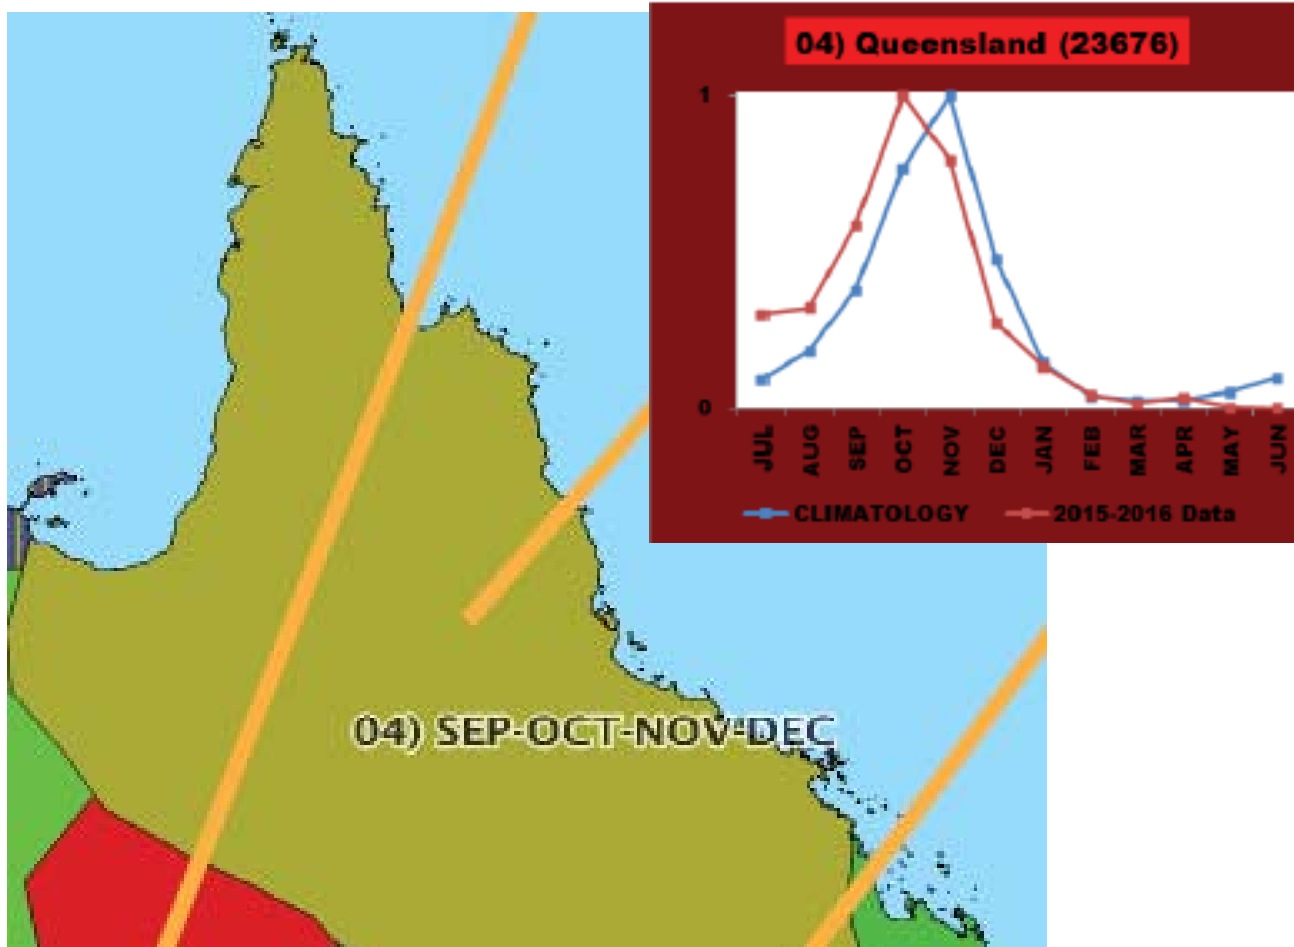 04) Queensland (23676)
1
0
JUL
AUG
SEP
OCT
NOV
DEC
JAN
FEB
MAR
APR
MAY
JUN
CLIMATOLOGY
2015-2016 Data
04) SEP-OCT-NOV-DEC